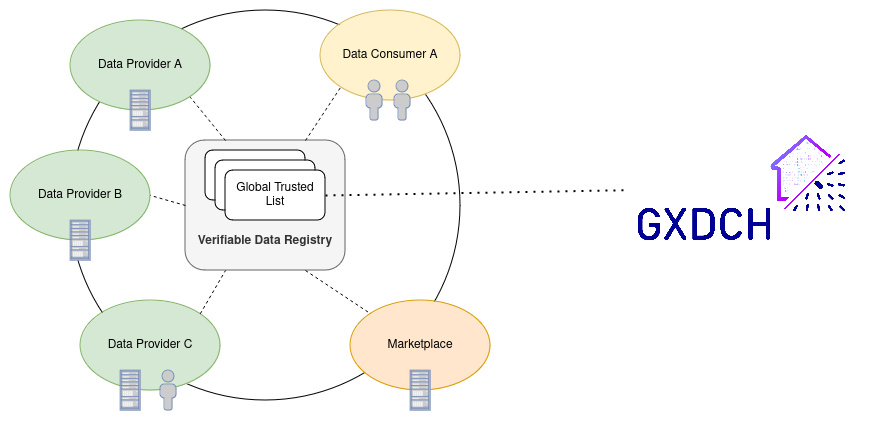 Data Provider A
Data Consumer A
Data Provider B
Global Trusted
List
Verifiable Data Registry
GXDCH
Data Provider C
Marketplace